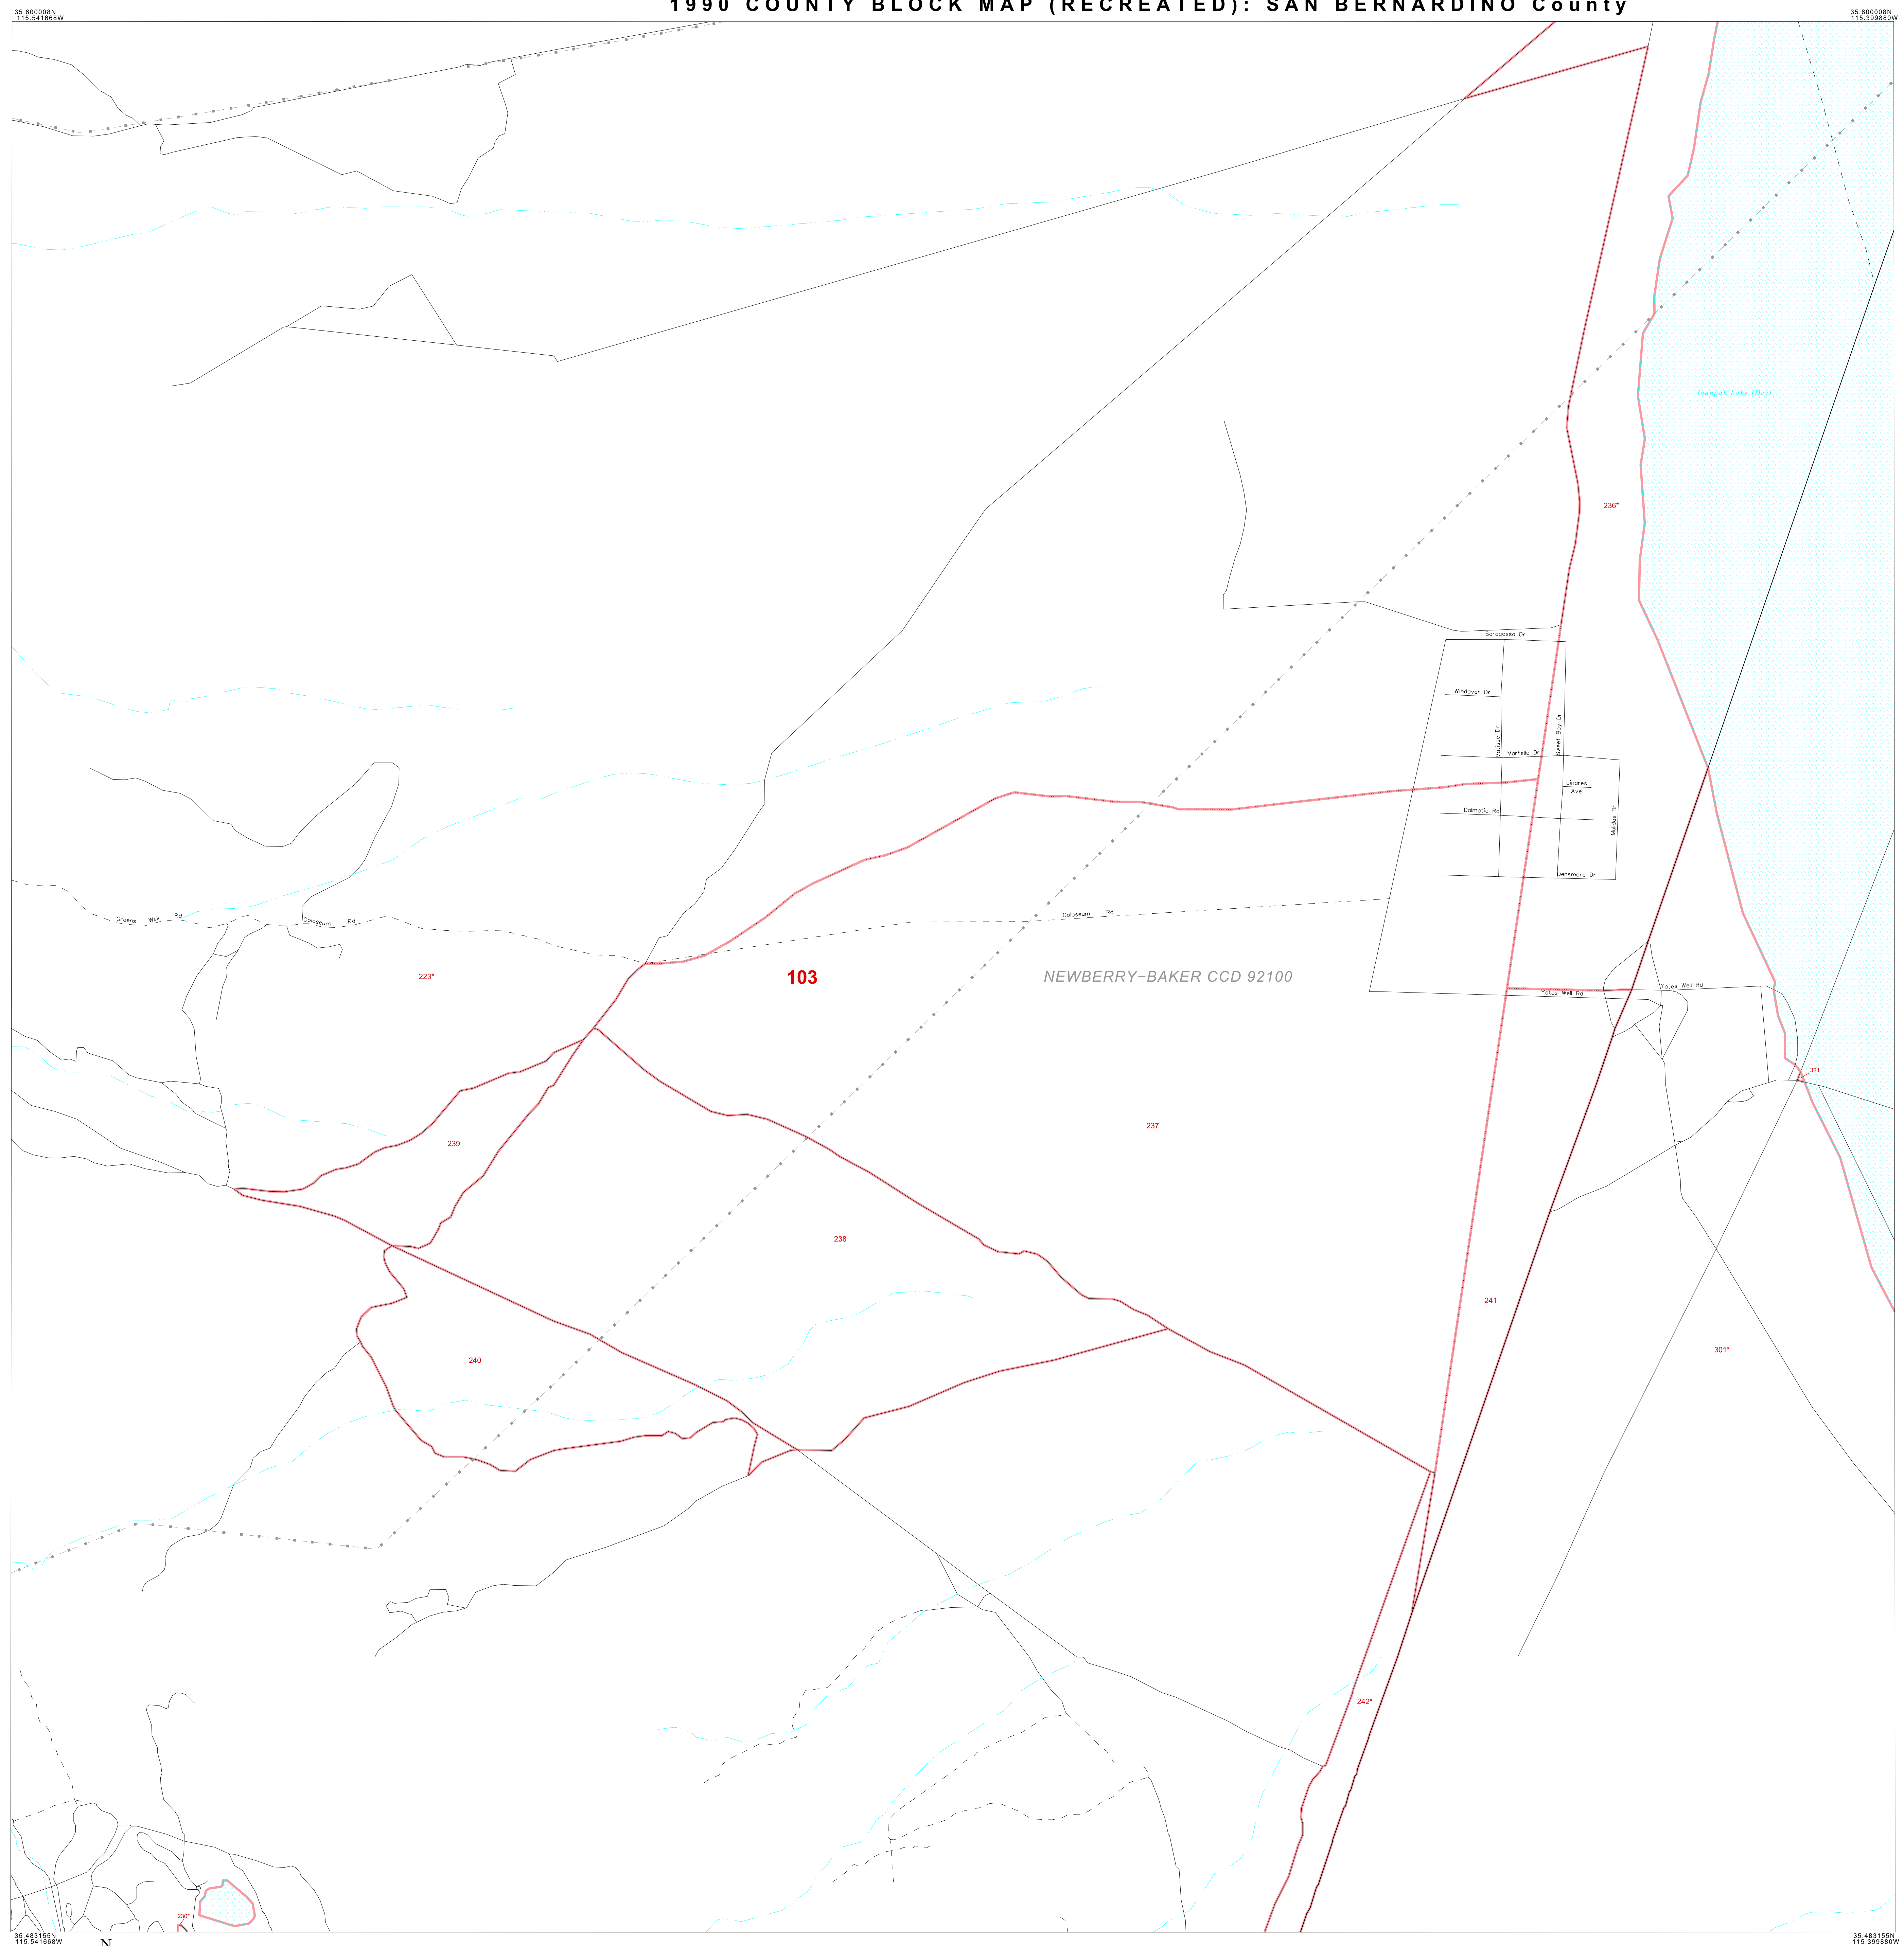 1990 COUNTY BLOCK MAP (RECREATED): SAN BERNARDINO County
35.600008N
115.541668W
35.600008N
115.399880W
Ivanpah Lake (Dry)
236*
Saragossa Dr
Windover Dr
Matisse Dr
Sweet Bay Dr
Martello Dr
Linares
Ave
Dalmatia Rd
Mulidae Dr
Densmore Dr
Greens Well Rd
Coloseum Rd
Coloseum Rd
223*
103
NEWBERRY-BAKER CCD 92100
Yates Well Rd
Yates Well Rd
321
237
239
238
241
301*
240
242*
230*
35.483155N
115.541668W
N
35.483155N
115.399880W